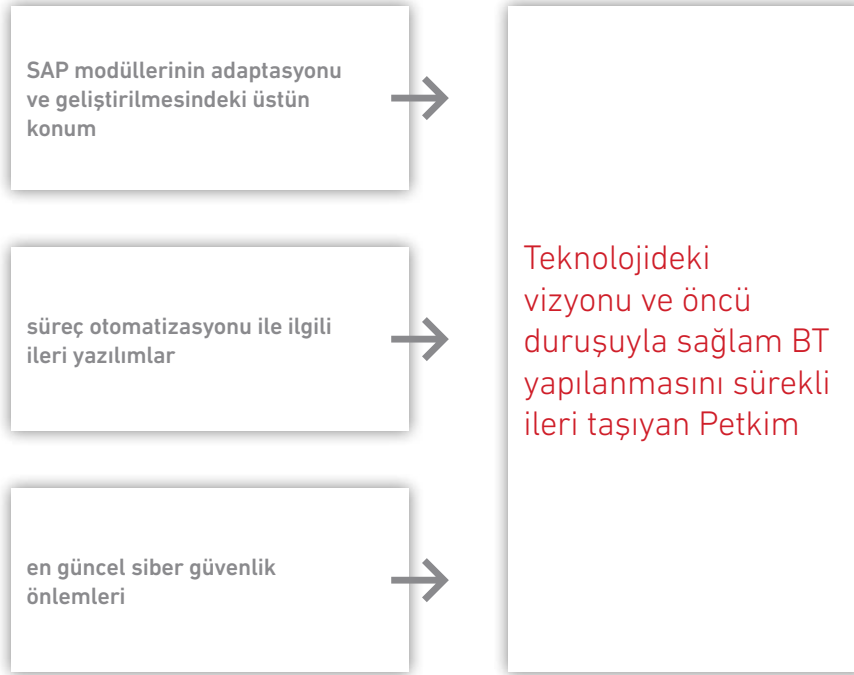 SAP modüllerinin adaptasyonu
ve geliştirilmesindeki üstün
konum
süreç otomatizasyonu ile ilgili
ileri yazılımlar
en güncel siber güvenlik
önlemleri
Teknolojideki
vizyonu ve öncü
duruşuyla sağlam BT
yapılanmasını sürekli
ileri taşıyan Petkim